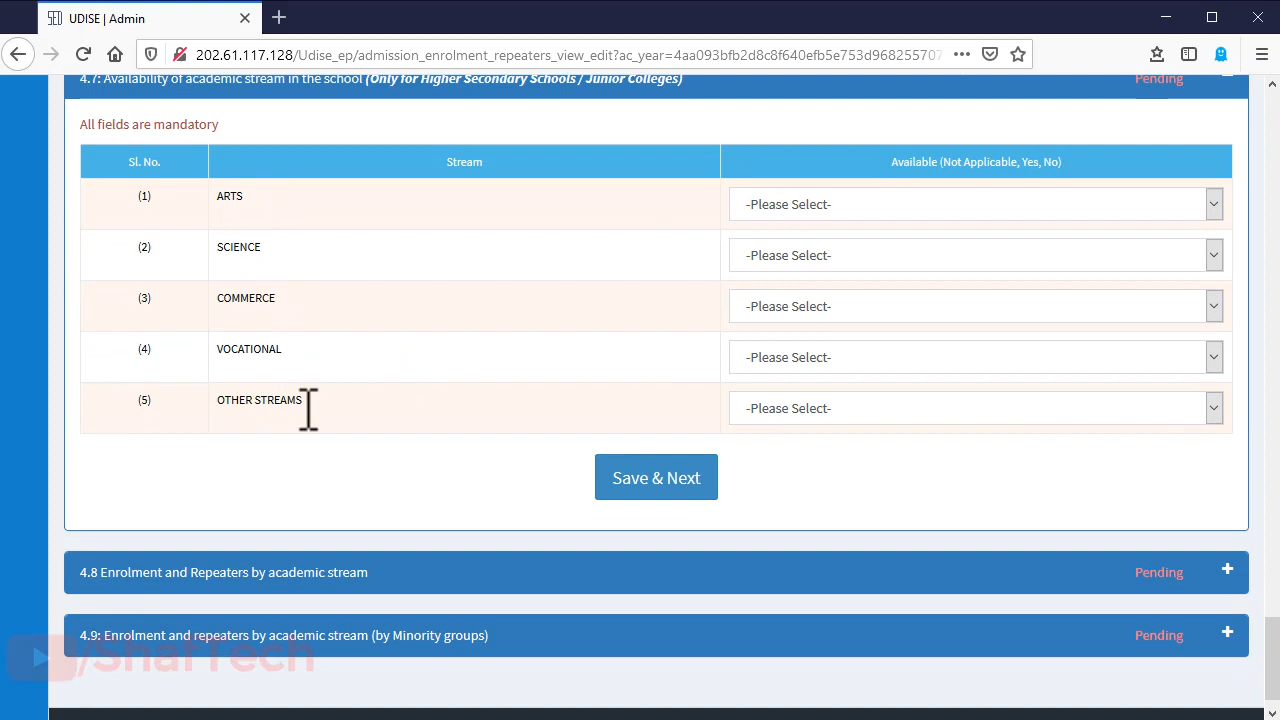 UDISE | Admin
202.61.117.128/Udise_ep/admission_enrolment_repeaters_view_edit?ac_year=4aa093bfb2d8c8f640efb5e753d968255707
4.7: Availability of academic stream in the school (Only for Higher Secondary Schools / Junior Colleges) Pending
All fields are mandatory
Sl. No. Stream Available (Not Applicable, Yes, No)
(1) ARTS -Please Select-
(2) SCIENCE -Please Select-
(3) COMMERCE -Please Select-
(4) VOCATIONAL -Please Select-
(5) OTHER STREAMS -Please Select-
Save & Next
4.8 Enrolment and Repeaters by academic stream Pending
4.9: Enrolment and repeaters by academic stream (by Minority groups) Pending
/ShafTech